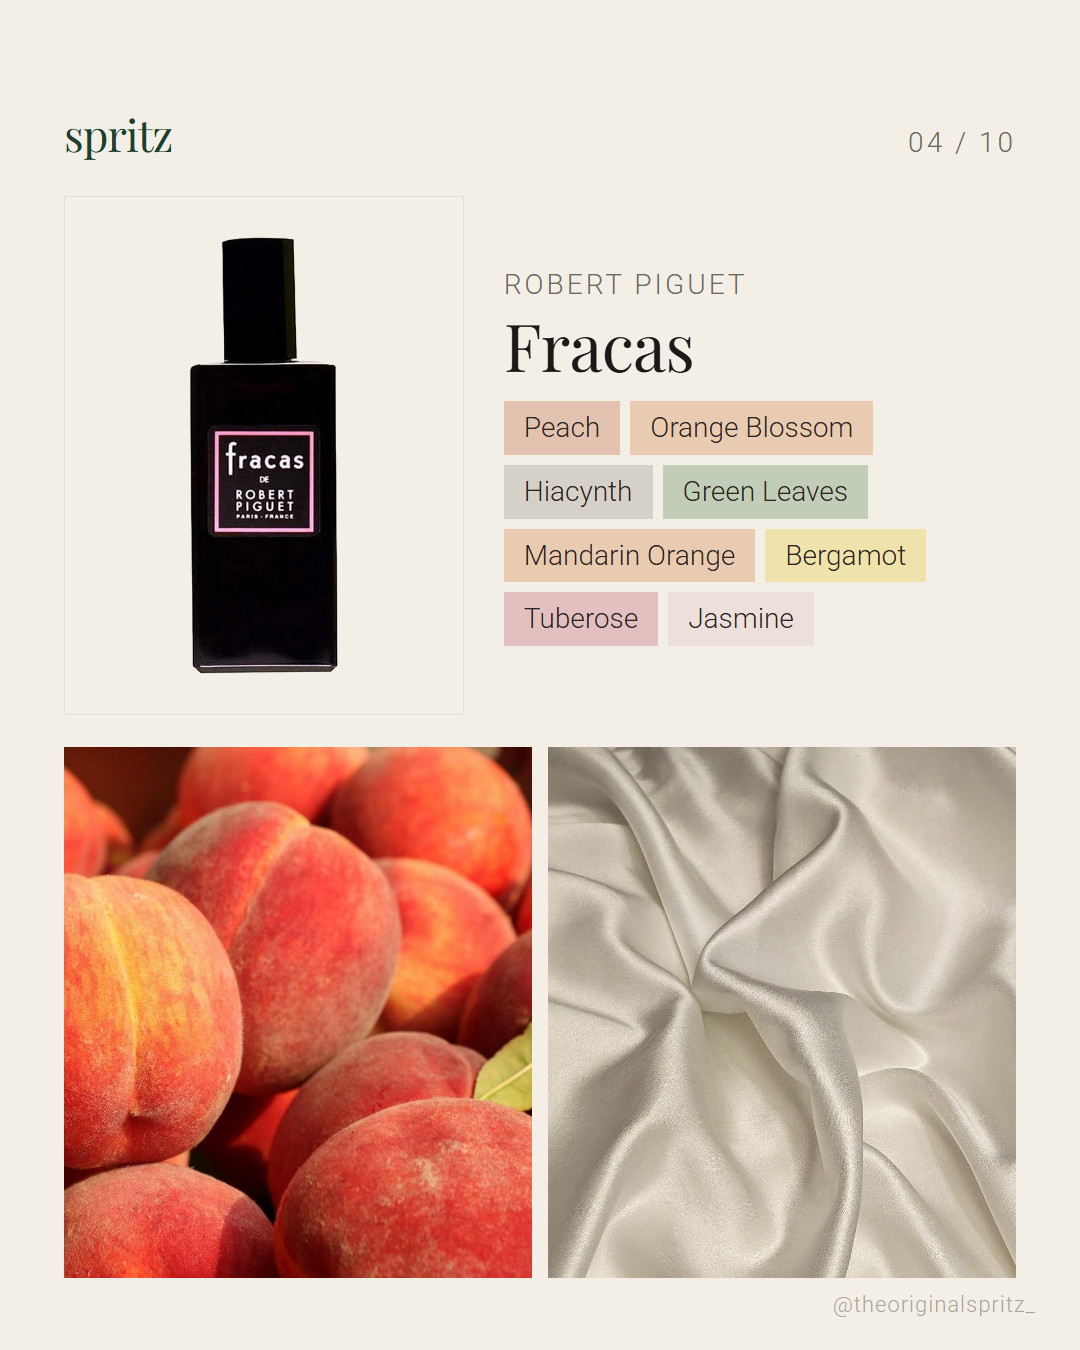 spritz
04 / 10
fracas
DE
ROBERT
PIGUET
PARIS - FRANCE
ROBERT PIGUET
Fracas
Peach Orange Blossom
Hiacynth Green Leaves
Mandarin Orange Bergamot
Tuberose Jasmine
@theoriginalspritz_